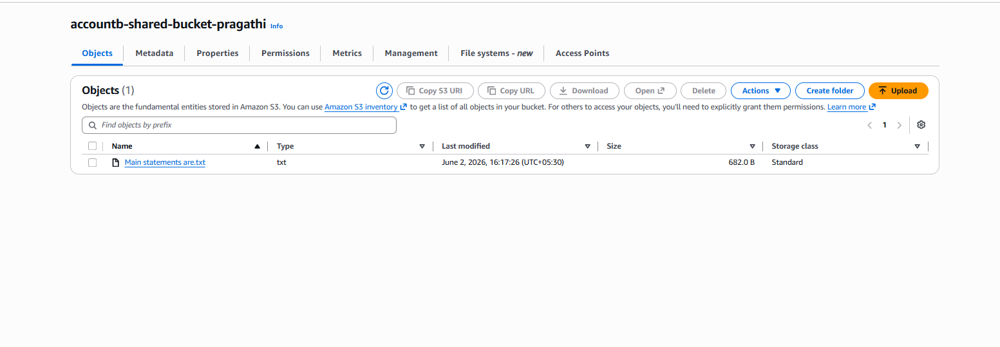 accountb-shared-bucket-pragathi Info
Objects Metadata Properties Permissions Metrics Management File systems - new Access Points
Objects (1) Copy S3 URI Copy URL Download Open Delete Actions Create folder Upload
Objects are the fundamental entities stored in Amazon S3. You can use Amazon S3 inventory to get a list of all objects in your bucket. For others to access your objects, you'll need to explicitly grant them permissions. Learn more
Find objects by prefix 1
Name Type Last modified Size Storage class
Main statements are.txt txt June 2, 2026, 16:17:26 (UTC+05:30) 682.0 B Standard